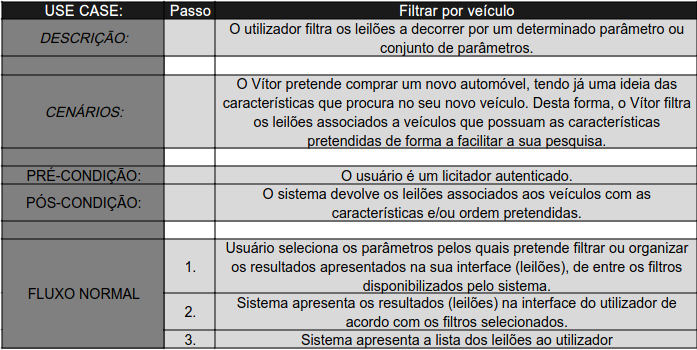 USE CASE: Passo Filtrar por veículo
DESCRIÇÃO: O utilizador filtra os leilões a decorrer por um determinado parâmetro ou
conjunto de parâmetros.
CENÁRIOS: O Vítor pretende comprar um novo automóvel, tendo já uma ideia das
características que procura no seu novo veículo. Desta forma, o Vítor filtra
os leilões associados a veículos que possuam as características
pretendidas de forma a facilitar a sua pesquisa.
PRÉ-CONDIÇÃO: O usuário é um licitador autenticado.
PÓS-CONDIÇÃO: O sistema devolve os leilões associados aos veículos com as
características e/ou ordem pretendidas.
FLUXO NORMAL
1. Usuário seleciona os parâmetros pelos quais pretende filtrar ou organizar
os resultados apresentados na sua interface (leilões), de entre os filtros
disponibilizados pelo sistema.
2. Sistema apresenta os resultados (leilões) na interface do utilizador de
acordo com os filtros selecionados.
3. Sistema apresenta a lista dos leilões ao utilizador